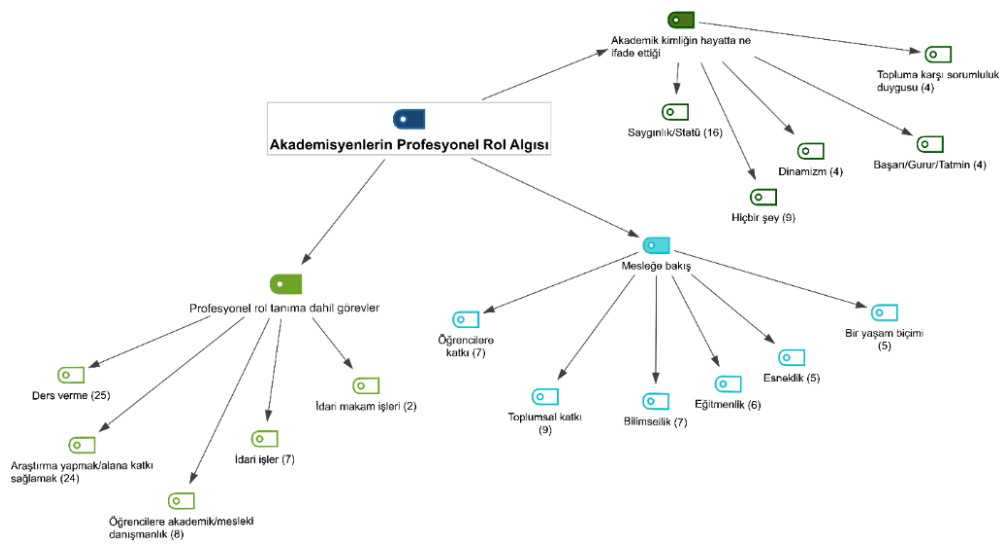 Akademik kimliğin hayatta ne
ifade ettiği
Topluma karşı sorumluluk
duygusu (4)
Saygınlık/Statü (16)
Akademisyenlerin Profesyonel Rol Algısı
Dinamizm (4)
Başarı/Gurur/Tatmin (4)
Hiçbir şey (9)
Mesleğe bakış
Profesyonel rol tanıma dahil görevler
Öğrencilere
katkı (7)
Bir yaşam biçimi
(5)
Esneklik (5)
Ders verme (25)
İdari makam işleri (2)
Toplumsal katkı
(9)
Bilimsellik (7)
Eğitmenlik (6)
İdari işler (7)
Araştırma yapmak/alana katkı
sağlamak (24)
Öğrencilere akademik/mesleki
danışmanlık (8)